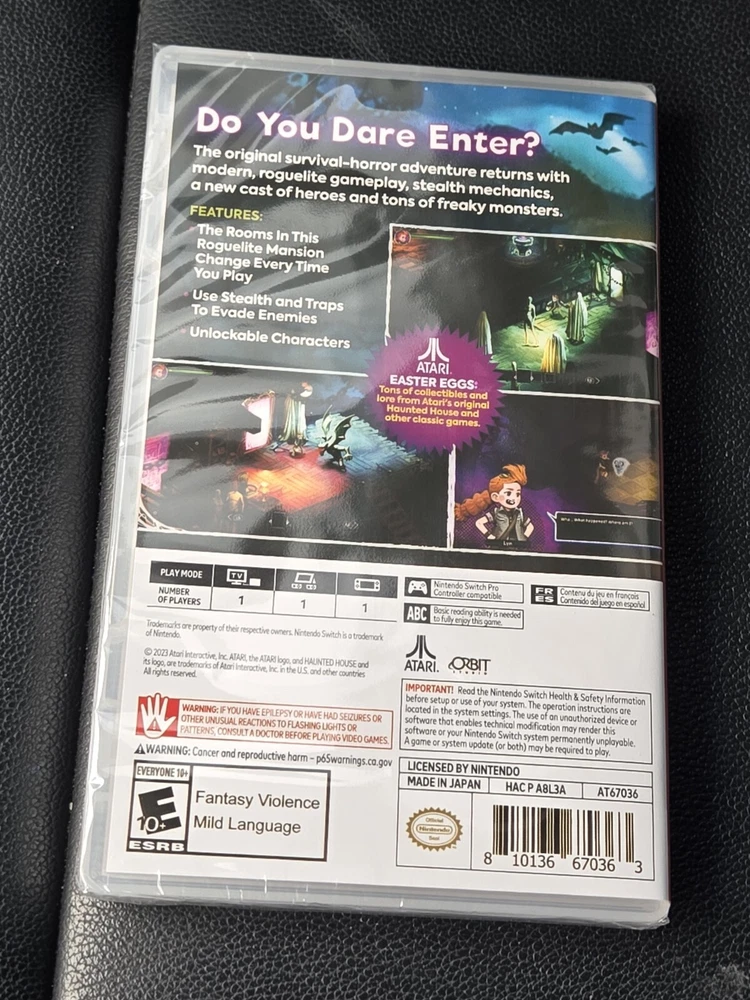 Do You Dare Enter?
The original survival-horror adventure returns with
modern, roguelite gameplay, stealth mechanics,
a new cast of heroes and tons of freaky monsters.
FEATURES:
The Rooms In This
Roguelite Mansion
Change Every Time
You Play
Use Stealth and Traps
To Evade Enemies
Unlockable Characters
ATARI
EASTER EGGS:
Tons of collectibles and
lore from Atari's original
Haunted House and
other classic games.
Lyn
PLAY MODE
TV
NUMBER
OF PLAYERS
1
1
1
Nintendo Switch Pro
Controller compatible
ABC
Basic reading ability is needed
to fully enjoy this game.
FR
ES
Contenu du jeu en français
Contenido del juego en español
Trademarks are property of their respective owners. Nintendo Switch is a trademark
of Nintendo.
© 2023 Atari Interactive, Inc. ATARI, the ATARI logo, and HAUNTED HOUSE and
its logo, are trademarks of Atari Interactive, Inc. in the U.S. and other countries
All rights reserved.
ATARI
ORBIT
STUDIO
WARNING: IF YOU HAVE EPILEPSY OR HAVE HAD SEIZURES OR
OTHER UNUSUAL REACTIONS TO FLASHING LIGHTS OR
PATTERNS, CONSULT A DOCTOR BEFORE PLAYING VIDEO GAMES.
WARNING: Cancer and reproductive harm – p65warnings.ca.gov
IMPORTANT! Read the Nintendo Switch Health & Safety Information
before setup or use of your system. The operation instructions are
located in the system settings. The use of an unauthorized device or
software that enables technical modification may render this
software or your Nintendo Switch system permanently unplayable.
A game or system update (or both) may be required to play.
EVERYONE 10+
E
10+
ESRB
Fantasy Violence
Mild Language
LICENSED BY NINTENDO
MADE IN JAPAN
HAC P A8L3A
AT67036
Official
Nintendo
Seal
8 10136 67036 3